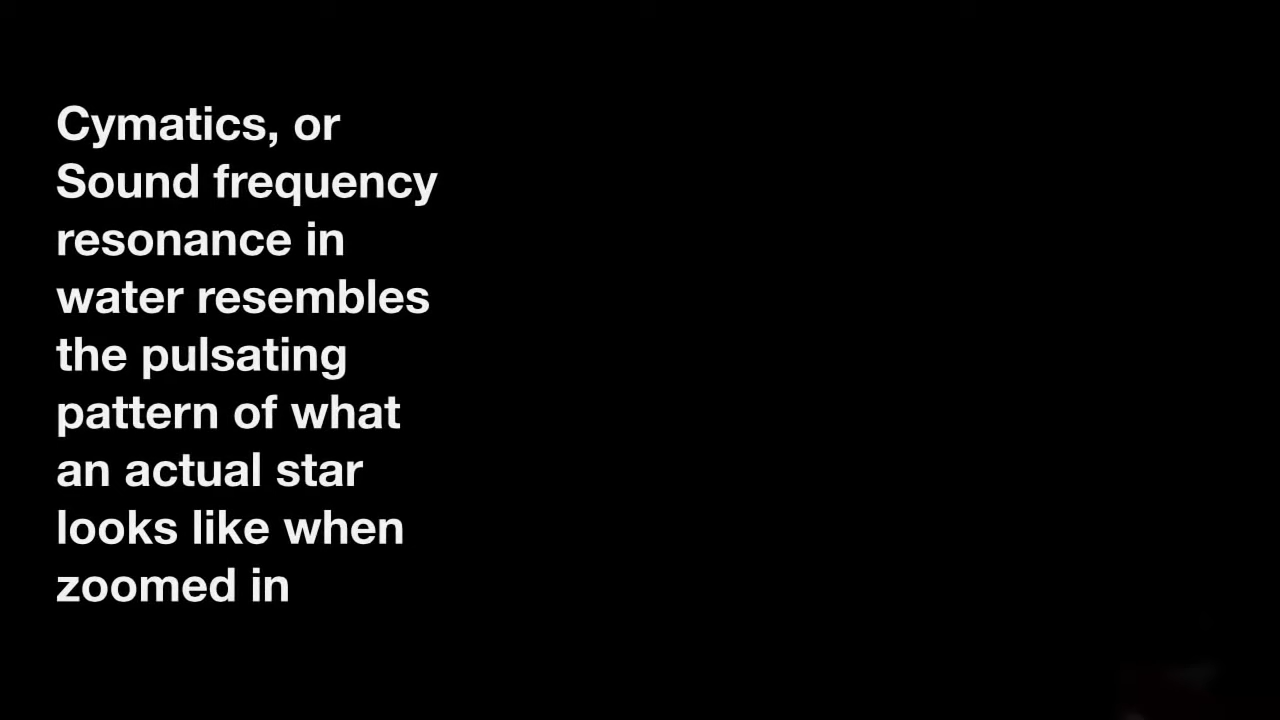 Cymatics, or
Sound frequency
resonance in
water resembles
the pulsating
pattern of what
an actual star
looks like when
zoomed in